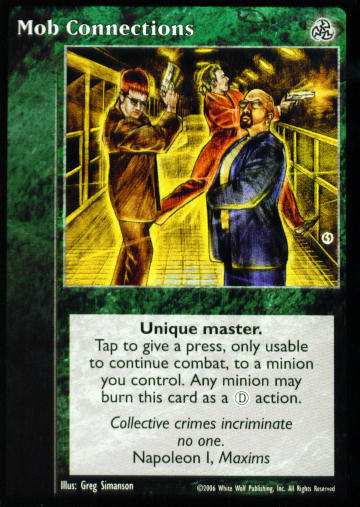 Mob Connections
Unique master.
Tap to give a press, only usable
to continue combat, to a minion
you control. Any minion may
burn this card as a Ⓓ action.
Collective crimes incriminate
no one.
Napoleon I, Maxims
Illus: Greg Simanson
©2006 White Wolf Publishing, Inc. All Rights Reserved